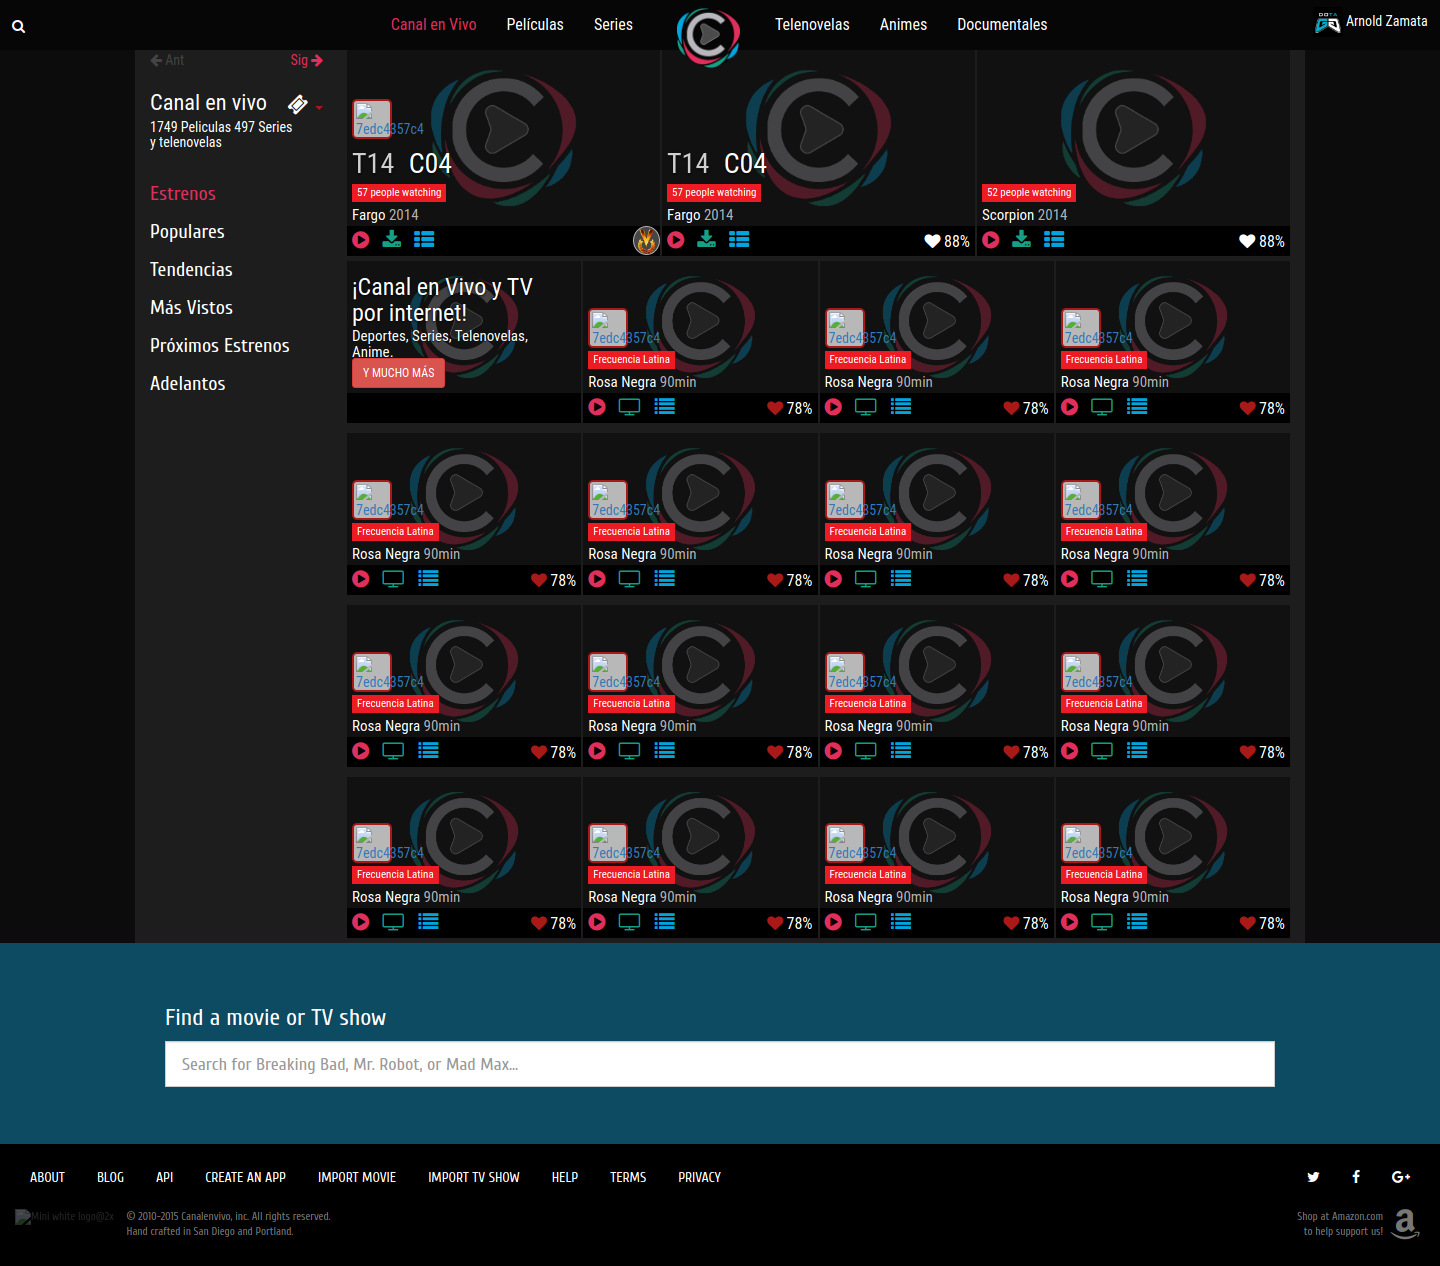 Canal en Vivo Películas Series Telenovelas Animes Documentales Arnold Zamata
Ant Sig
Canal en vivo
1749 Peliculas 497 Series
y telenovelas
Estrenos
Populares
Tendencias
Más Vistos
Próximos Estrenos
Adelantos
7edc4357c4
T14 C04
57 people watching
Fargo 2014
T14 C04
57 people watching
Fargo 2014
88%
52 people watching
Scorpion 2014
88%
¡Canal en Vivo y TV
por internet!
Deportes, Series, Telenovelas,
Anime.
Y MUCHO MÁS
7edc4357c4
Frecuencia Latina
Rosa Negra 90min
78%
7edc4357c4
Frecuencia Latina
Rosa Negra 90min
78%
7edc4357c4
Frecuencia Latina
Rosa Negra 90min
78%
7edc4357c4
Frecuencia Latina
Rosa Negra 90min
78%
7edc4357c4
Frecuencia Latina
Rosa Negra 90min
78%
7edc4357c4
Frecuencia Latina
Rosa Negra 90min
78%
7edc4357c4
Frecuencia Latina
Rosa Negra 90min
78%
7edc4357c4
Frecuencia Latina
Rosa Negra 90min
78%
7edc4357c4
Frecuencia Latina
Rosa Negra 90min
78%
7edc4357c4
Frecuencia Latina
Rosa Negra 90min
78%
7edc4357c4
Frecuencia Latina
Rosa Negra 90min
78%
7edc4357c4
Frecuencia Latina
Rosa Negra 90min
78%
7edc4357c4
Frecuencia Latina
Rosa Negra 90min
78%
7edc4357c4
Frecuencia Latina
Rosa Negra 90min
78%
7edc4357c4
Frecuencia Latina
Rosa Negra 90min
78%
Find a movie or TV show
Search for Breaking Bad, Mr. Robot, or Mad Max...
ABOUT BLOG API CREATE AN APP IMPORT MOVIE IMPORT TV SHOW HELP TERMS PRIVACY
Mini white logo@2x
© 2010-2015 Canalenvivo, inc. All rights reserved.
Hand crafted in San Diego and Portland.
Shop at Amazon.com
to help support us!